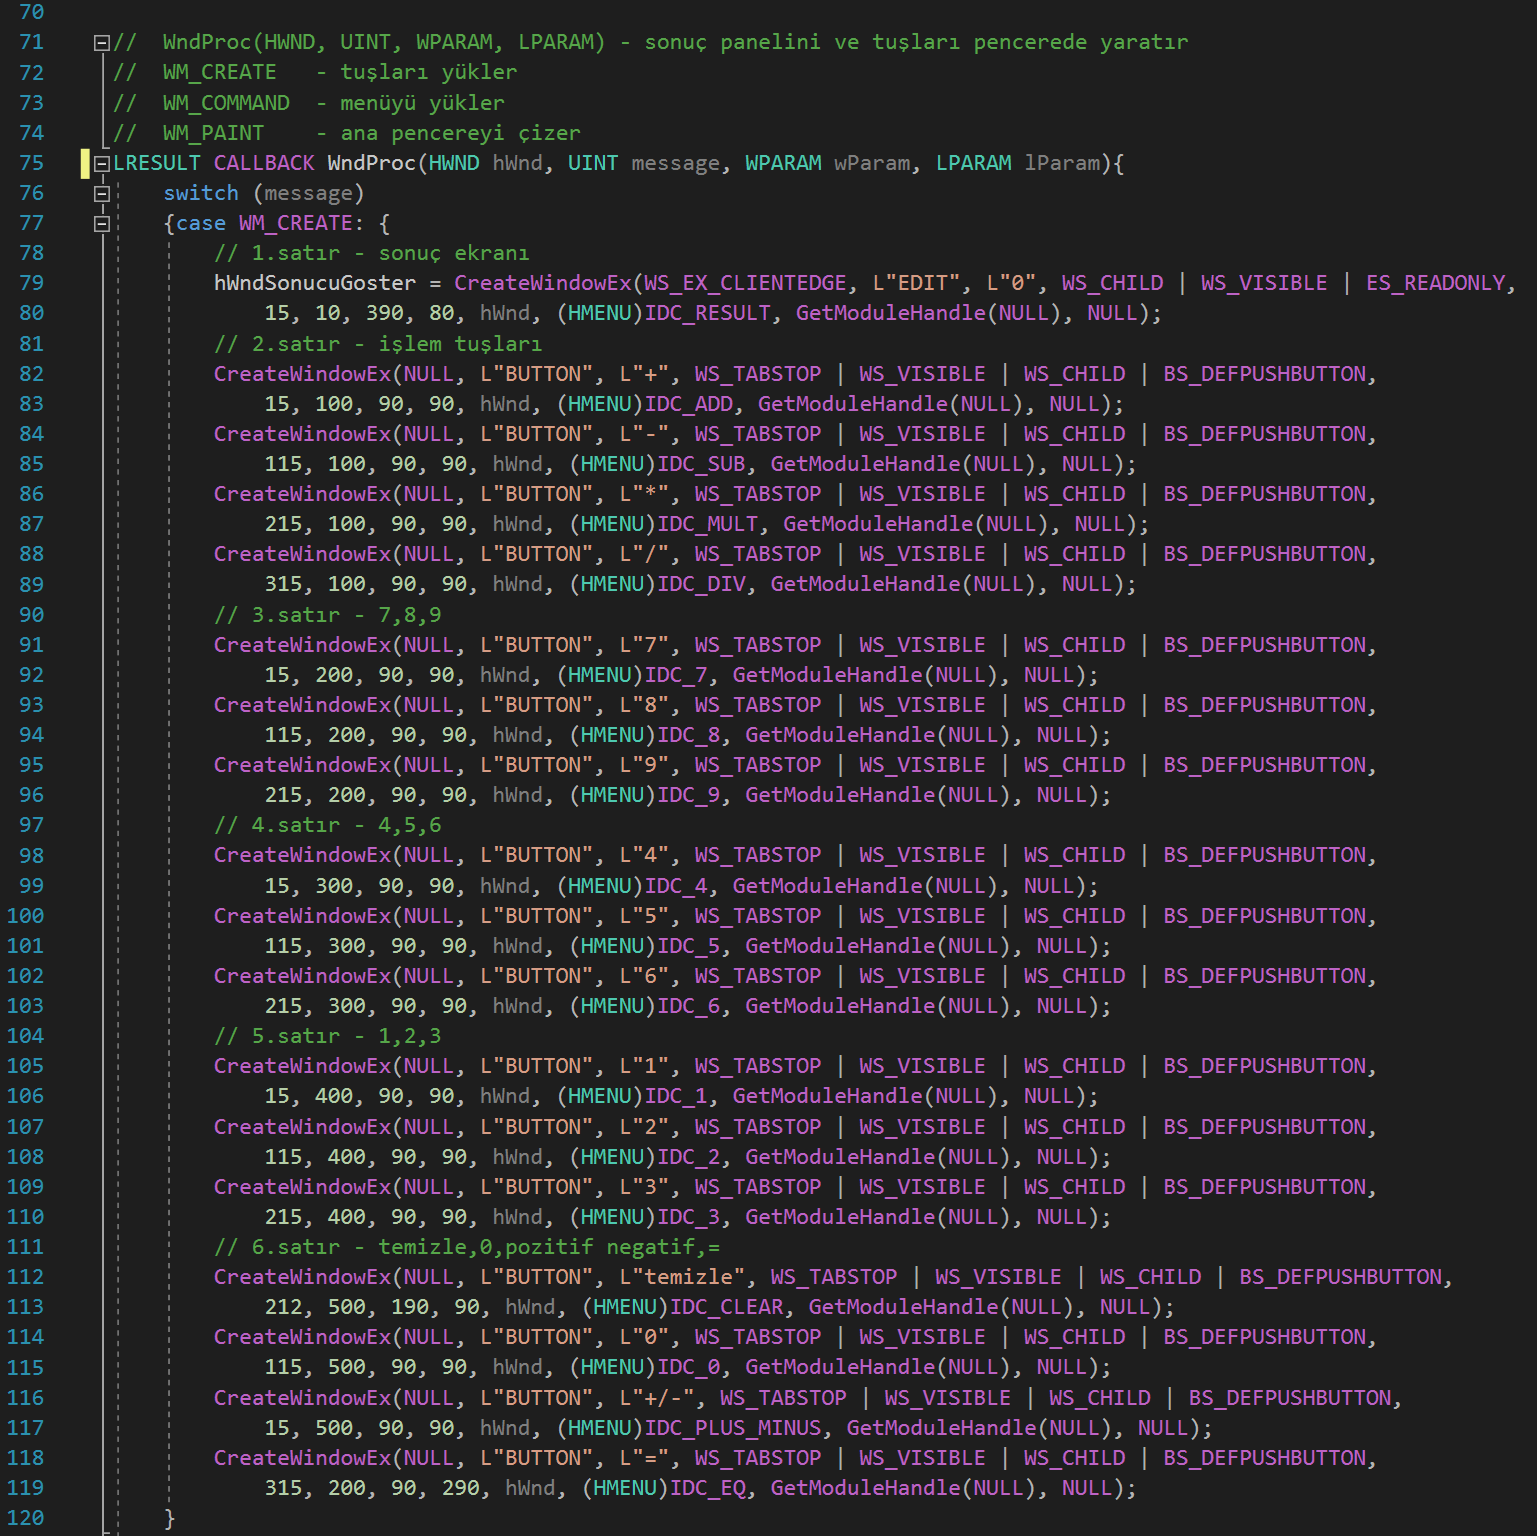 70
71 // WndProc(HWND, UINT, WPARAM, LPARAM) - sonuç panelini ve tuşları pencerede yaratır
72 // WM_CREATE - tuşları yükler
73 // WM_COMMAND - menüyü yükler
74 // WM_PAINT - ana pencereyi çizer
75 LRESULT CALLBACK WndProc(HWND hWnd, UINT message, WPARAM wParam, LPARAM lParam){
76 switch (message)
77 {case WM_CREATE: {
78 // 1.satır - sonuç ekranı
79 hWndSonucuGoster = CreateWindowEx(WS_EX_CLIENTEDGE, L"EDIT", L"0", WS_CHILD | WS_VISIBLE | ES_READONLY,
80 15, 10, 390, 80, hWnd, (HMENU)IDC_RESULT, GetModuleHandle(NULL), NULL);
81 // 2.satır - işlem tuşları
82 CreateWindowEx(NULL, L"BUTTON", L"+", WS_TABSTOP | WS_VISIBLE | WS_CHILD | BS_DEFPUSHBUTTON,
83 15, 100, 90, 90, hWnd, (HMENU)IDC_ADD, GetModuleHandle(NULL), NULL);
84 CreateWindowEx(NULL, L"BUTTON", L"-", WS_TABSTOP | WS_VISIBLE | WS_CHILD | BS_DEFPUSHBUTTON,
85 115, 100, 90, 90, hWnd, (HMENU)IDC_SUB, GetModuleHandle(NULL), NULL);
86 CreateWindowEx(NULL, L"BUTTON", L"*", WS_TABSTOP | WS_VISIBLE | WS_CHILD | BS_DEFPUSHBUTTON,
87 215, 100, 90, 90, hWnd, (HMENU)IDC_MULT, GetModuleHandle(NULL), NULL);
88 CreateWindowEx(NULL, L"BUTTON", L"/", WS_TABSTOP | WS_VISIBLE | WS_CHILD | BS_DEFPUSHBUTTON,
89 315, 100, 90, 90, hWnd, (HMENU)IDC_DIV, GetModuleHandle(NULL), NULL);
90 // 3.satır - 7,8,9
91 CreateWindowEx(NULL, L"BUTTON", L"7", WS_TABSTOP | WS_VISIBLE | WS_CHILD | BS_DEFPUSHBUTTON,
92 15, 200, 90, 90, hWnd, (HMENU)IDC_7, GetModuleHandle(NULL), NULL);
93 CreateWindowEx(NULL, L"BUTTON", L"8", WS_TABSTOP | WS_VISIBLE | WS_CHILD | BS_DEFPUSHBUTTON,
94 115, 200, 90, 90, hWnd, (HMENU)IDC_8, GetModuleHandle(NULL), NULL);
95 CreateWindowEx(NULL, L"BUTTON", L"9", WS_TABSTOP | WS_VISIBLE | WS_CHILD | BS_DEFPUSHBUTTON,
96 215, 200, 90, 90, hWnd, (HMENU)IDC_9, GetModuleHandle(NULL), NULL);
97 // 4.satır - 4,5,6
98 CreateWindowEx(NULL, L"BUTTON", L"4", WS_TABSTOP | WS_VISIBLE | WS_CHILD | BS_DEFPUSHBUTTON,
99 15, 300, 90, 90, hWnd, (HMENU)IDC_4, GetModuleHandle(NULL), NULL);
100 CreateWindowEx(NULL, L"BUTTON", L"5", WS_TABSTOP | WS_VISIBLE | WS_CHILD | BS_DEFPUSHBUTTON,
101 115, 300, 90, 90, hWnd, (HMENU)IDC_5, GetModuleHandle(NULL), NULL);
102 CreateWindowEx(NULL, L"BUTTON", L"6", WS_TABSTOP | WS_VISIBLE | WS_CHILD | BS_DEFPUSHBUTTON,
103 215, 300, 90, 90, hWnd, (HMENU)IDC_6, GetModuleHandle(NULL), NULL);
104 // 5.satır - 1,2,3
105 CreateWindowEx(NULL, L"BUTTON", L"1", WS_TABSTOP | WS_VISIBLE | WS_CHILD | BS_DEFPUSHBUTTON,
106 15, 400, 90, 90, hWnd, (HMENU)IDC_1, GetModuleHandle(NULL), NULL);
107 CreateWindowEx(NULL, L"BUTTON", L"2", WS_TABSTOP | WS_VISIBLE | WS_CHILD | BS_DEFPUSHBUTTON,
108 115, 400, 90, 90, hWnd, (HMENU)IDC_2, GetModuleHandle(NULL), NULL);
109 CreateWindowEx(NULL, L"BUTTON", L"3", WS_TABSTOP | WS_VISIBLE | WS_CHILD | BS_DEFPUSHBUTTON,
110 215, 400, 90, 90, hWnd, (HMENU)IDC_3, GetModuleHandle(NULL), NULL);
111 // 6.satır - temizle,0,pozitif negatif,=
112 CreateWindowEx(NULL, L"BUTTON", L"temizle", WS_TABSTOP | WS_VISIBLE | WS_CHILD | BS_DEFPUSHBUTTON,
113 212, 500, 190, 90, hWnd, (HMENU)IDC_CLEAR, GetModuleHandle(NULL), NULL);
114 CreateWindowEx(NULL, L"BUTTON", L"0", WS_TABSTOP | WS_VISIBLE | WS_CHILD | BS_DEFPUSHBUTTON,
115 115, 500, 90, 90, hWnd, (HMENU)IDC_0, GetModuleHandle(NULL), NULL);
116 CreateWindowEx(NULL, L"BUTTON", L"+/-", WS_TABSTOP | WS_VISIBLE | WS_CHILD | BS_DEFPUSHBUTTON,
117 15, 500, 90, 90, hWnd, (HMENU)IDC_PLUS_MINUS, GetModuleHandle(NULL), NULL);
118 CreateWindowEx(NULL, L"BUTTON", L"=", WS_TABSTOP | WS_VISIBLE | WS_CHILD | BS_DEFPUSHBUTTON,
119 315, 200, 90, 290, hWnd, (HMENU)IDC_EQ, GetModuleHandle(NULL), NULL);
120 }